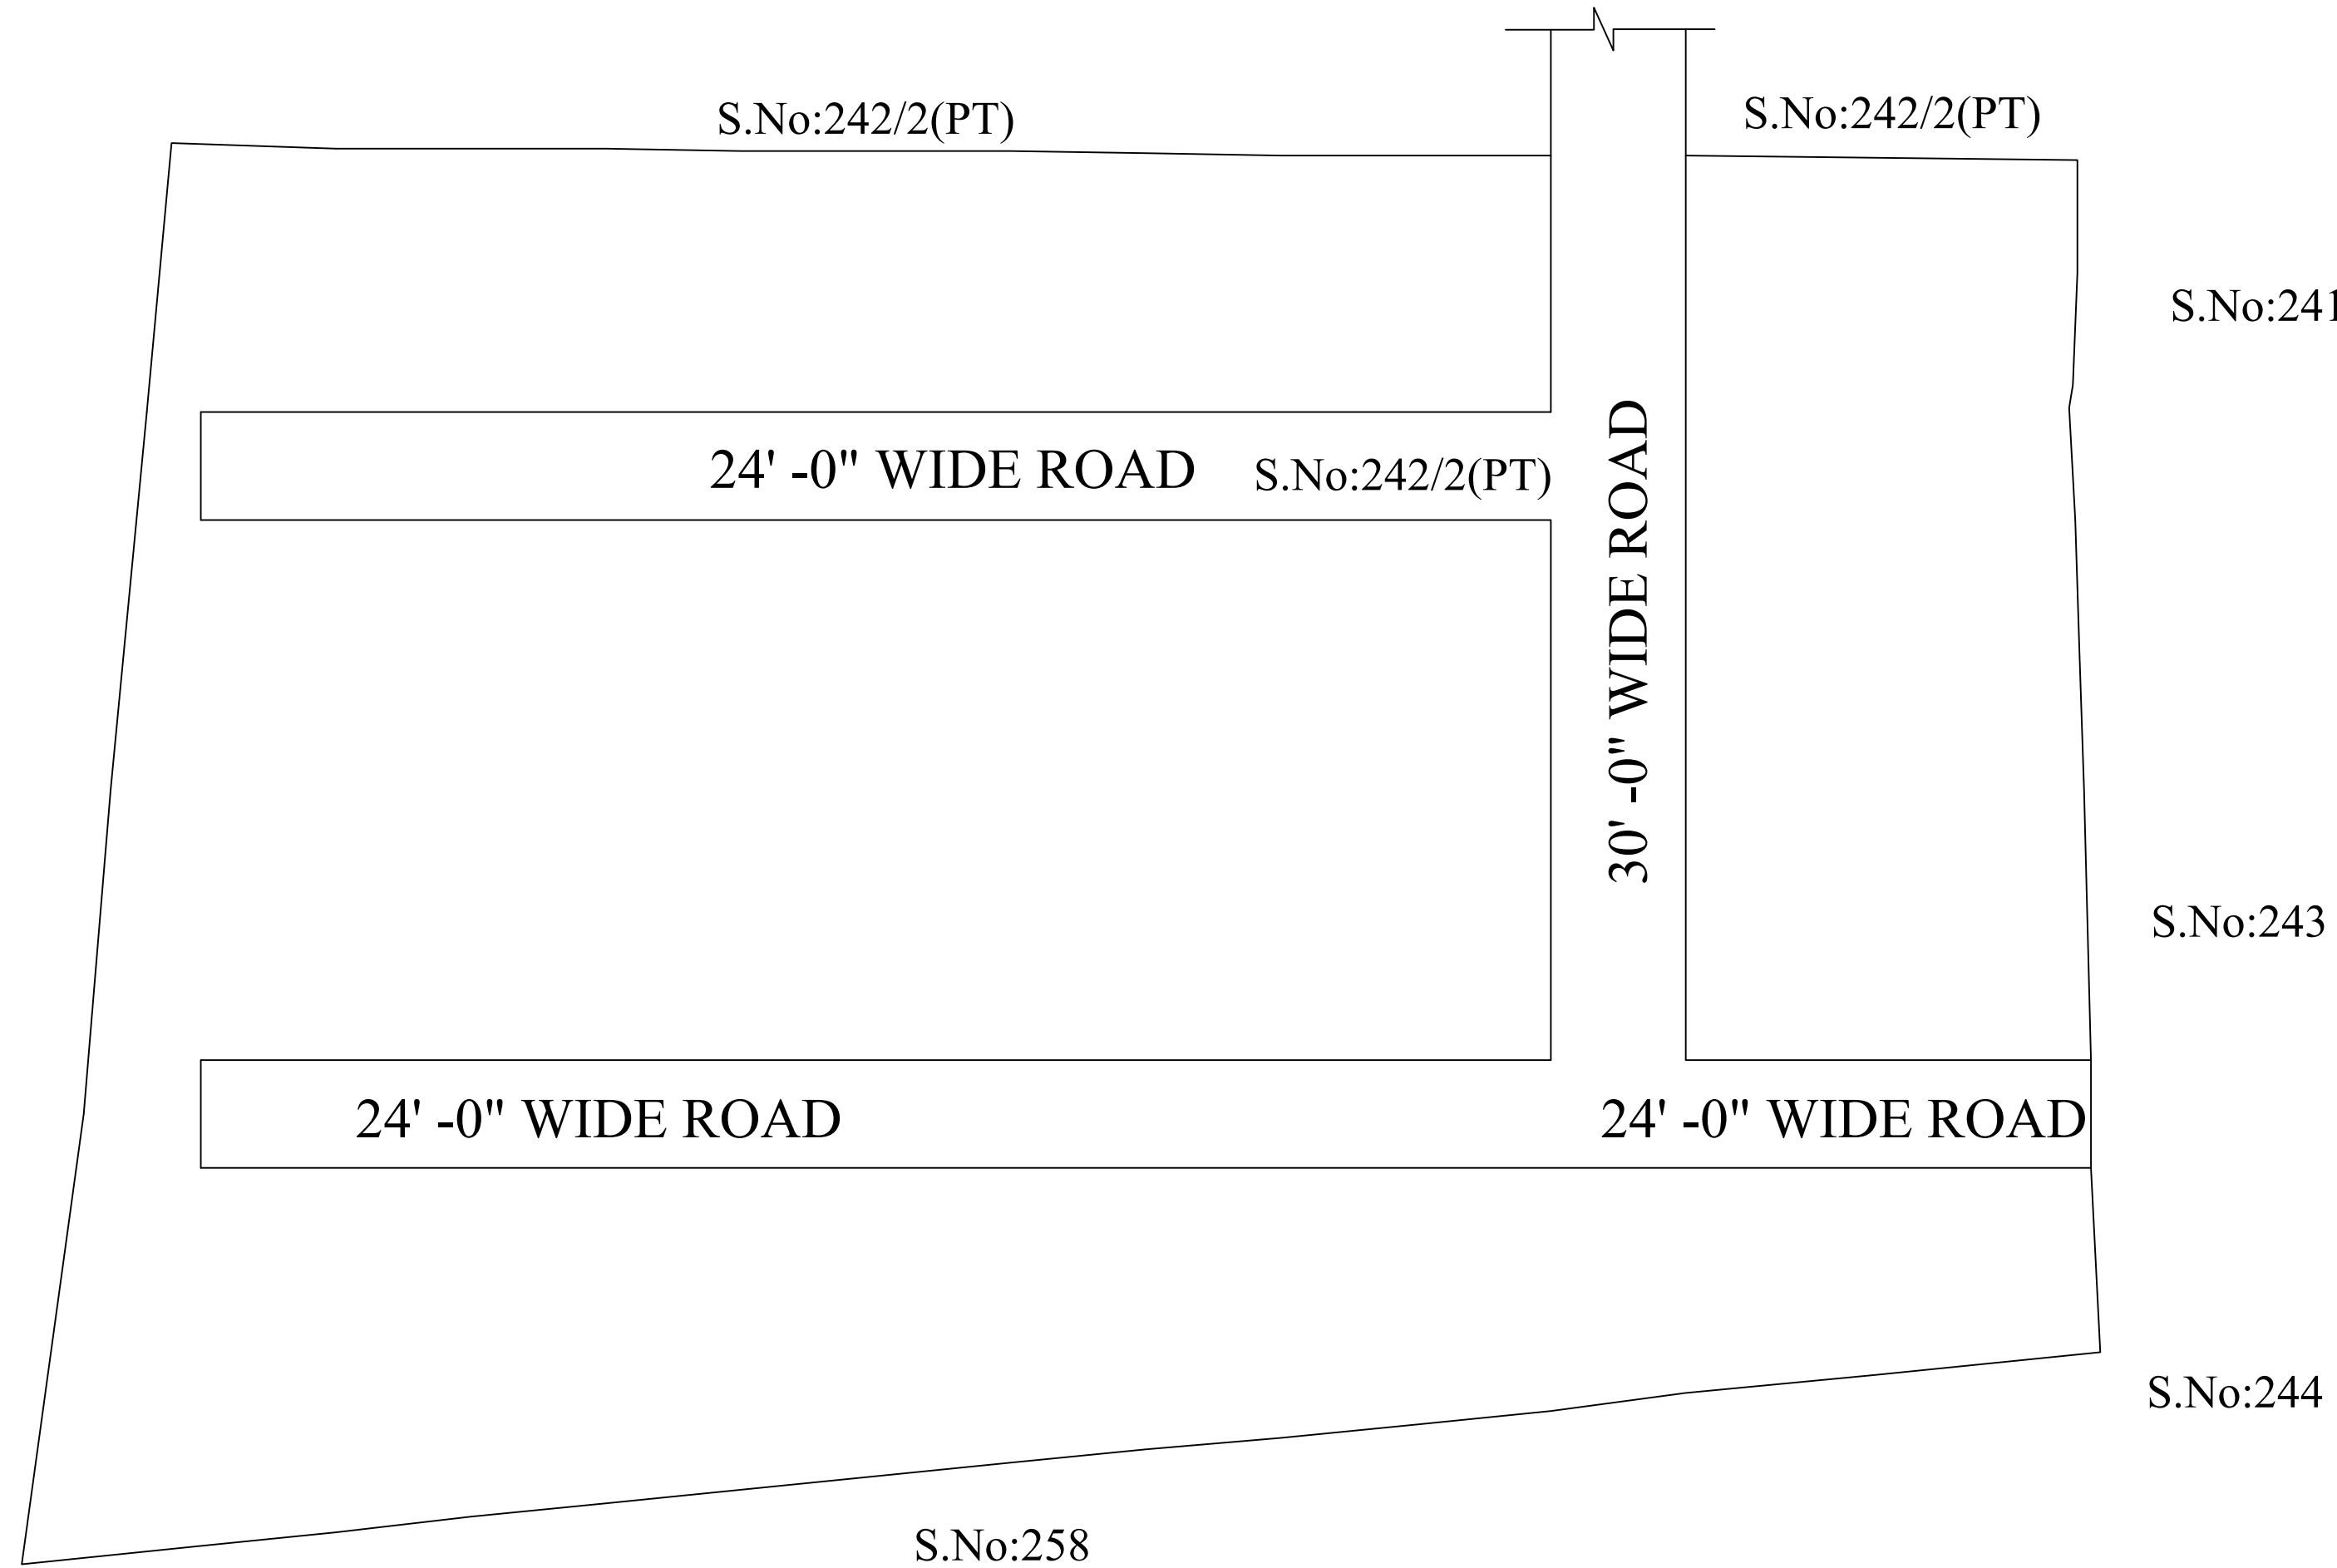 S.No:242/2(PT)
S.No:242/2(PT)
S.No:241
24' -0'' WIDE ROAD
S.No:242/2(PT)
30' -0" WIDE ROAD
S.No:243
24'-0" WIDE ROAD
24' -0" WIDE ROAD
S.No:244
S.No:258